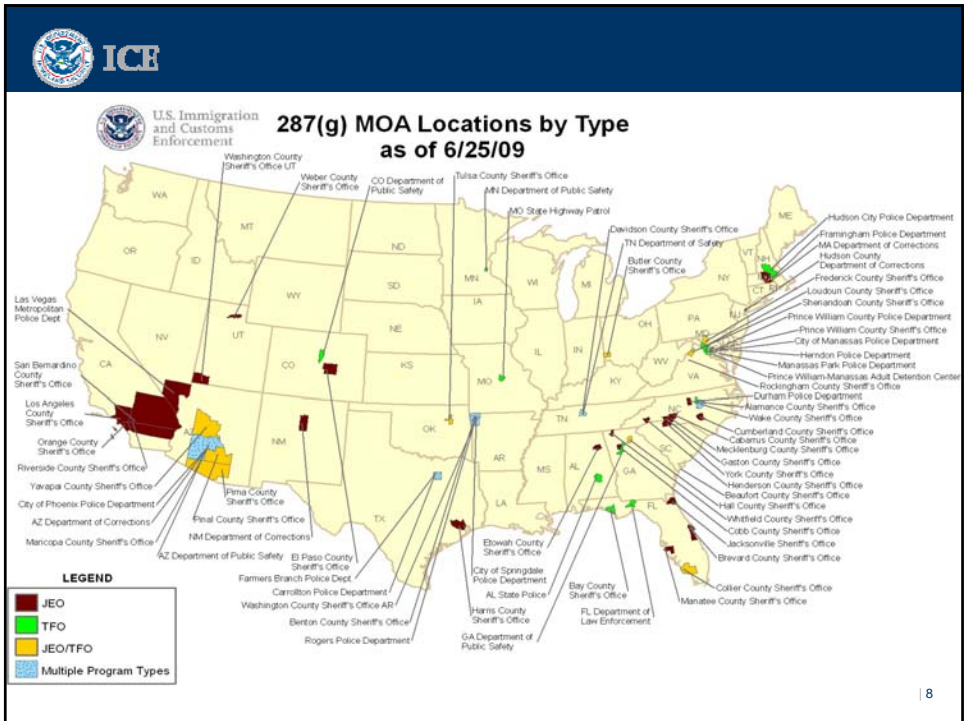 ICE
U.S. Immigration
and Customs
Enforcement
287(g) MOA Locations by Type
as of 6/25/09
Washington County
Sheriff's Office UT
Weber County
Sheriff's Office
CO Department of
Public Safety
Tulsa County Sheriff's Office
MN Department of Public Safety
MO State Highway Patrol
Davidson County Sheriff's Office
TN Department of Safety
Butler County
Sheriff's Office
Hudson City Police Department
Framingham Police Department
MA Department of Corrections
Hudson County
Department of Corrections
Frederick County Sheriff's Office
Loudoun County Sheriff's Office
Shenandoah County Sheriff's Office
Prince William County Police Department
Prince William County Sheriff's Office
City of Manassas Police Department
Herndon Police Department
Manassas Park Police Department
Prince William-Manassas Adult Detention Center
Rockingham County Sheriff's Office
Durham Police Department
Alamance County Sheriff's Office
Wake County Sheriff's Office
Cumberland County Sheriff's Office
Cabarrus County Sheriff's Office
Mecklenburg County Sheriff's Office
Gaston County Sheriff's Office
York County Sheriff's Office
Henderson County Sheriff's Office
Beaufort County Sheriff's Office
Hall County Sheriff's Office
Whitfield County Sheriff's Office
Cobb County Sheriff's Office
Jacksonville Sheriff's Office
Brevard County Sheriff's Office
Collier County Sheriff's Office
Manatee County Sheriff's Office
Las Vegas
Metropolitan
Police Dept
San Bernardino
County
Sheriff's Office
Los Angeles
County
Sheriff's Office
Orange County
Sheriff's Office
Riverside County Sheriff's Office
Yavapai County Sheriff's Office
City of Phoenix Police Department
AZ Department of Corrections
Maricopa County Sheriff's Office
AZ Department of Public Safety
Pima County
Sheriff's Office
Pinal County Sheriff's Office
NM Department of Corrections
El Paso County
Sheriff's Office
Farmers Branch Police Dept
Carrollton Police Department
Washington County Sheriff's Office AR
Benton County Sheriff's Office
Rogers Police Department
Harris County
Sheriff's Office
City of Springdale
Police Department
Etowah County
Sheriff's Office
AL State Police
GA Department of
Public Safety
Bay County
Sheriff's Office
FL Department of
Law Enforcement
WA
OR
CA
NV
ID
MT
WY
UT
CO
AZ
NM
ND
SD
NE
KS
OK
TX
MN
IA
MO
AR
LA
WI
IL
MI
IN
OH
KY
TN
MS
AL
GA
FL
SC
NC
VA
WV
PA
NY
VT
NH
ME
CT
RI
NJ
MD
LEGEND
JEO
TFO
JEO/TFO
Multiple Program Types
| 8